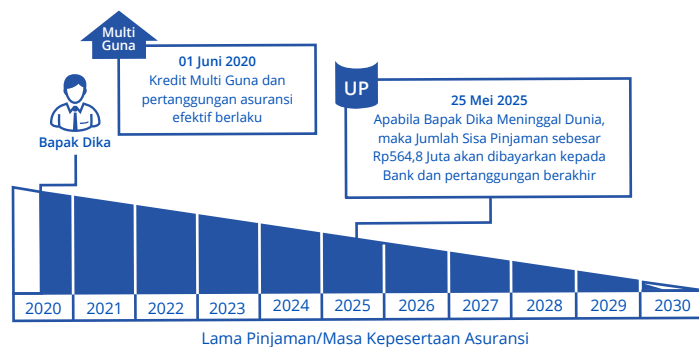 Multi
Guna
01 Juni 2020
Kredit Multi Guna dan
pertanggungan asuransi
efektif berlaku
Bapak Dika
UP
25 Mei 2025
Apabila Bapak Dika Meninggal Dunia,
maka Jumlah Sisa Pinjaman sebesar
Rp564,8 Juta akan dibayarkan kepada
Bank dan pertanggungan berakhir
2020 2021 2022 2023 2024 2025 2026 2027 2028 2029 2030
Lama Pinjaman/Masa Kepesertaan Asuransi